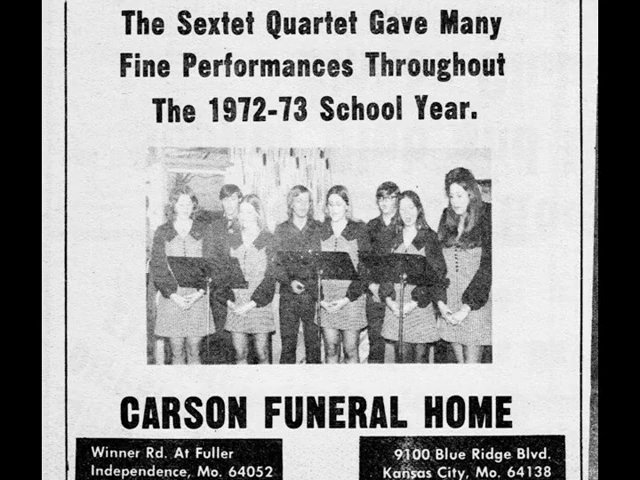 The Sextet Quartet Gave Many
Fine Performances Throughout
The 1972-73 School Year.
CARSON FUNERAL HOME
Winner Rd. At Fuller
Independence, Mo. 64052
9100 Blue Ridge Blvd.
Kansas City, Mo. 64138